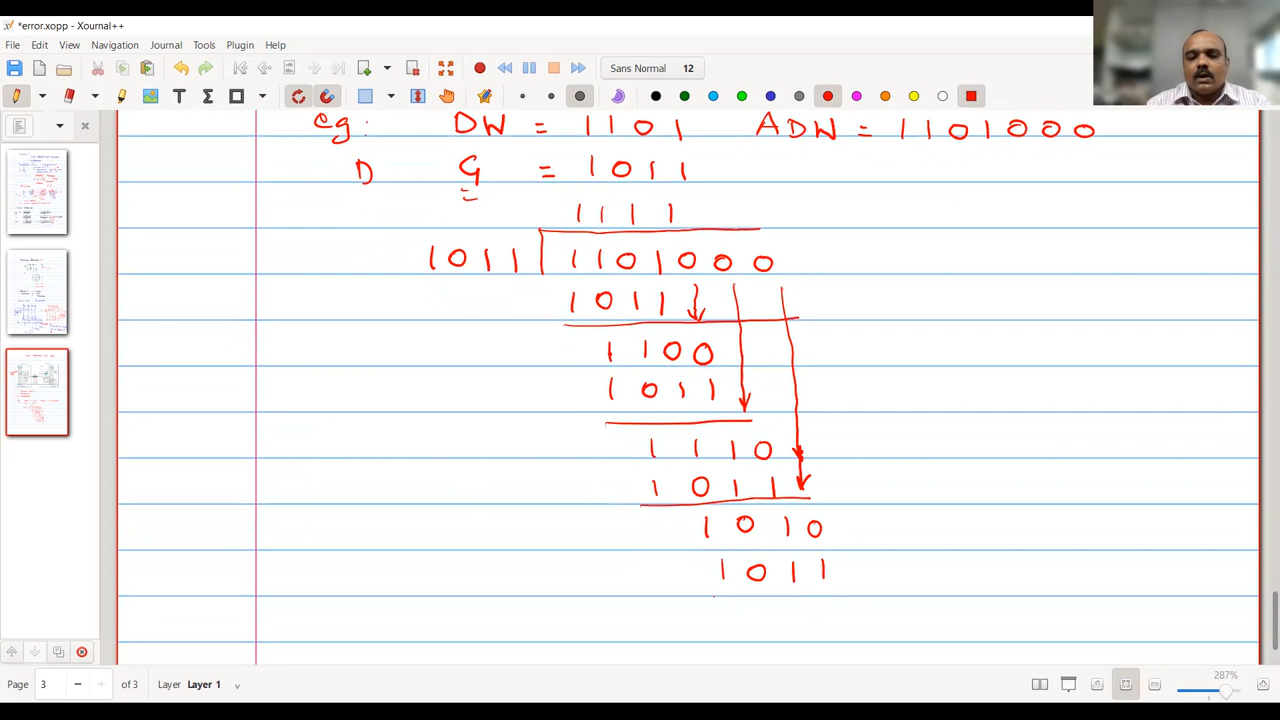 *error.xopp - Xournal++
File Edit View Navigation Journal Tools Plugin Help
Sans Normal 12
eg: DW = 1101 ADW = 1101000
D G = 1011
1111
1011 1101000
1011
1100
1011
1110
1011
1010
1011
287%
Page 3 of 3 Layer Layer 1